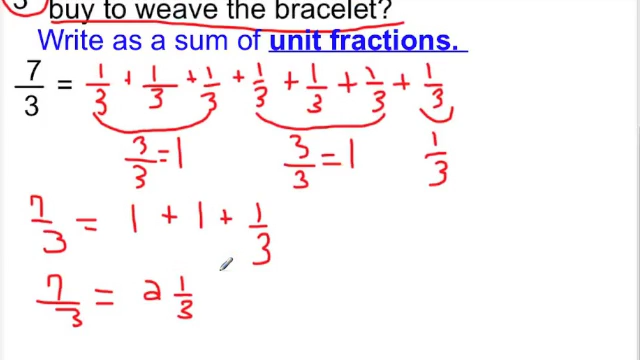 3 buy to weave the bracelet?
Write as a sum of unit fractions.
7/3 = 1/3 + 1/3 + 1/3 + 1/3 + 1/3 + 1/3 + 1/3
3/3 = 1 3/3 = 1 1/3
7/3 = 1 + 1 + 1/3
7/3 = 2 1/3